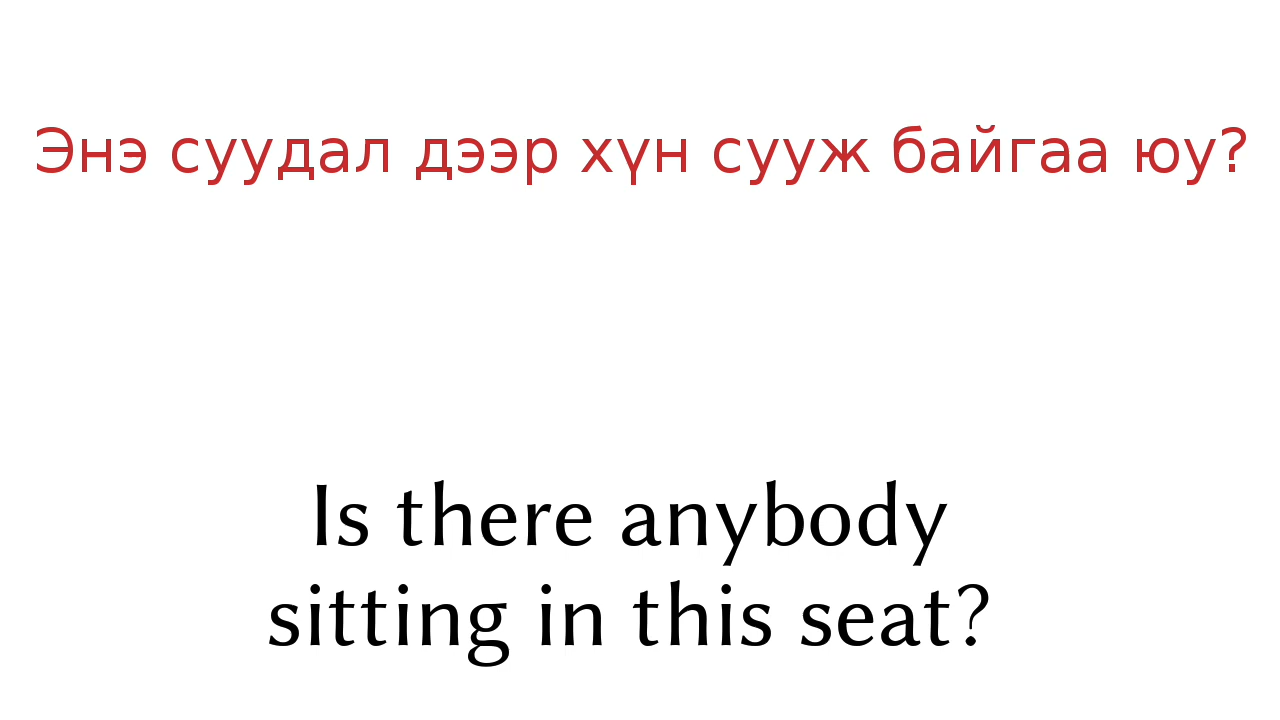 Энэ суудал дээр хүн сууж байгаа юу?
Is there anybody
sitting in this seat?